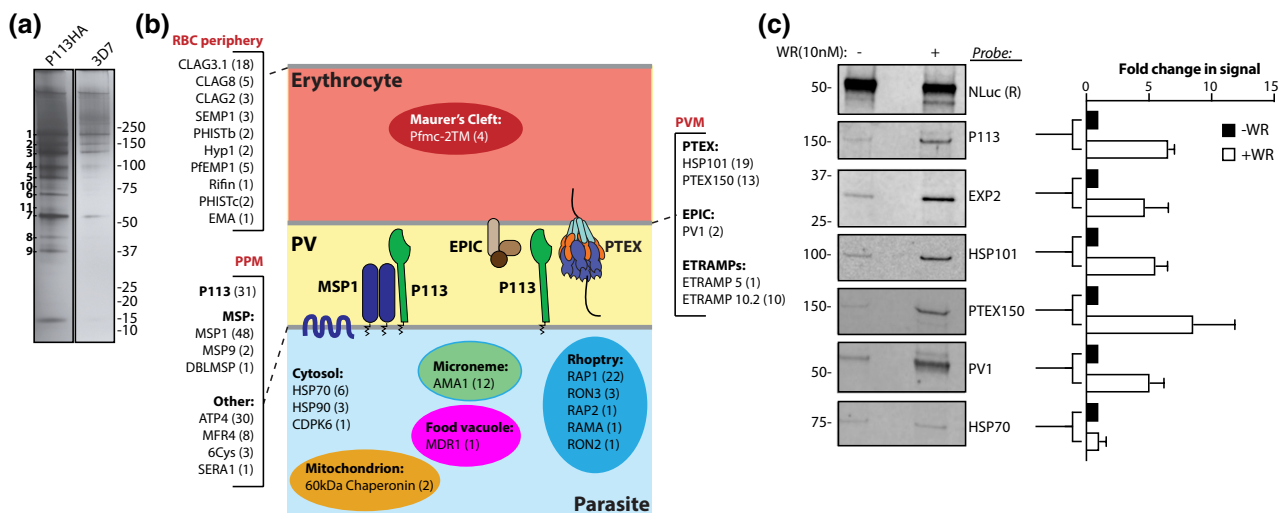 (a)
P113HA
3D7
1
2
3
4
5
10
6
11
7
8
9
-250
-150
-100
-75
-50
-37
25
-20
-15
-10
(b)
RBC periphery
CLAG3.1 (18)
CLAG8 (5)
CLAG2 (3)
SEMP1 (3)
PHISTb (2)
Hyp1 (2)
PfEMP1 (5)
Rifin (1)
PHISTc(2)
EMA (1)
PPM
P113 (31)
MSP:
MSP1 (48)
MSP9 (2)
DBLMSP (1)
Other:
ATP4 (30)
MFR4 (8)
6Cys (3)
SERA1 (1)
Erythrocyte
Maurer's Cleft:
Pfmc-2TM (4)
PV
MSP1
P113
EPIC
P113
PTEX
Cytosol:
HSP70 (6)
HSP90 (3)
CDPK6 (1)
Microneme:
AMA1 (12)
Food vacuole:
MDR1 (1)
Mitochondrion:
60kDa Chaperonin (2)
Rhoptry:
RAP1 (22)
RON3 (3)
RAP2 (1)
RAMA (1)
RON2 (1)
Parasite
PVM
PTEX:
HSP101 (19)
PTEX150 (13)
EPIC:
PV1 (2)
ETRAMPs:
ETRAMP 5 (1)
ETRAMP 10.2 (10)
(c)
WR(10nM): - +
Probe:
50-
NLuc (R)
150-
P113
37-
25-
EXP2
100-
HSP101
150-
PTEX150
50-
PV1
75-
HSP70
Fold change in signal
0 5 10 15
-WR
+WR